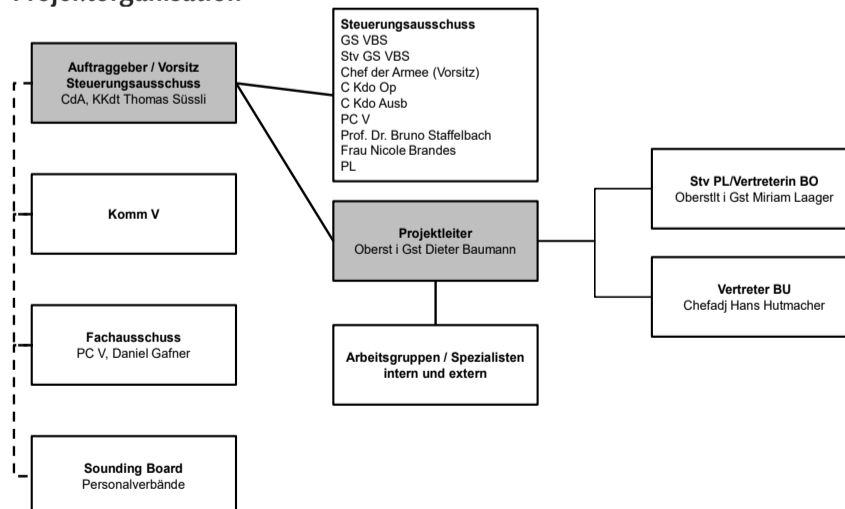 Projektorganisation
Auftraggeber / Vorsitz
Steuerungsausschuss
CdA, KKdt Thomas Süssli
Komm V
Fachausschuss
PC V, Daniel Gafner
Sounding Board
Personalverbände
Steuerungsausschuss
GS VBS
Stv GS VBS
Chef der Armee (Vorsitz)
C Kdo Op
C Kdo Ausb
PC V
Prof. Dr. Bruno Staffelbach
Frau Nicole Brandes
PL
Projektleiter
Oberst i Gst Dieter Baumann
Arbeitsgruppen / Spezialisten
intern und extern
Stv PL/Vertreterin BO
Oberstlt i Gst Miriam Laager
Vertreter BU
Chefadj Hans Hutmacher